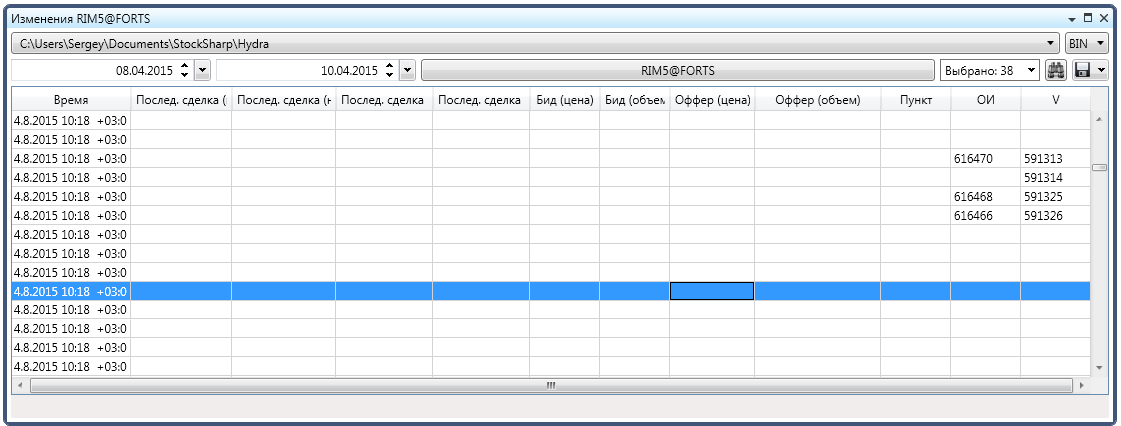 Изменения RIM5@FORTS
C:\Users\Sergey\Documents\StockSharp\Hydra BIN
08.04.2015 10.04.2015 RIM5@FORTS Выбрано: 38
Время Послед. сделка ( Послед. сделка (н Послед. сделка Послед. сделка Бид (цена) Бид (объем Оффер (цена) Оффер (объем) Пункт ОИ V
4.8.2015 10:18 +03:0
4.8.2015 10:18 +03:0
4.8.2015 10:18 +03:0 616470 591313
4.8.2015 10:18 +03:0 591314
4.8.2015 10:18 +03:0 616468 591325
4.8.2015 10:18 +03:0 616466 591326
4.8.2015 10:18 +03:0
4.8.2015 10:18 +03:0
4.8.2015 10:18 +03:0
4.8.2015 10:18 +03:0
4.8.2015 10:18 +03:0
4.8.2015 10:18 +03:0
4.8.2015 10:18 +03:0
4.8.2015 10:18 +03:0